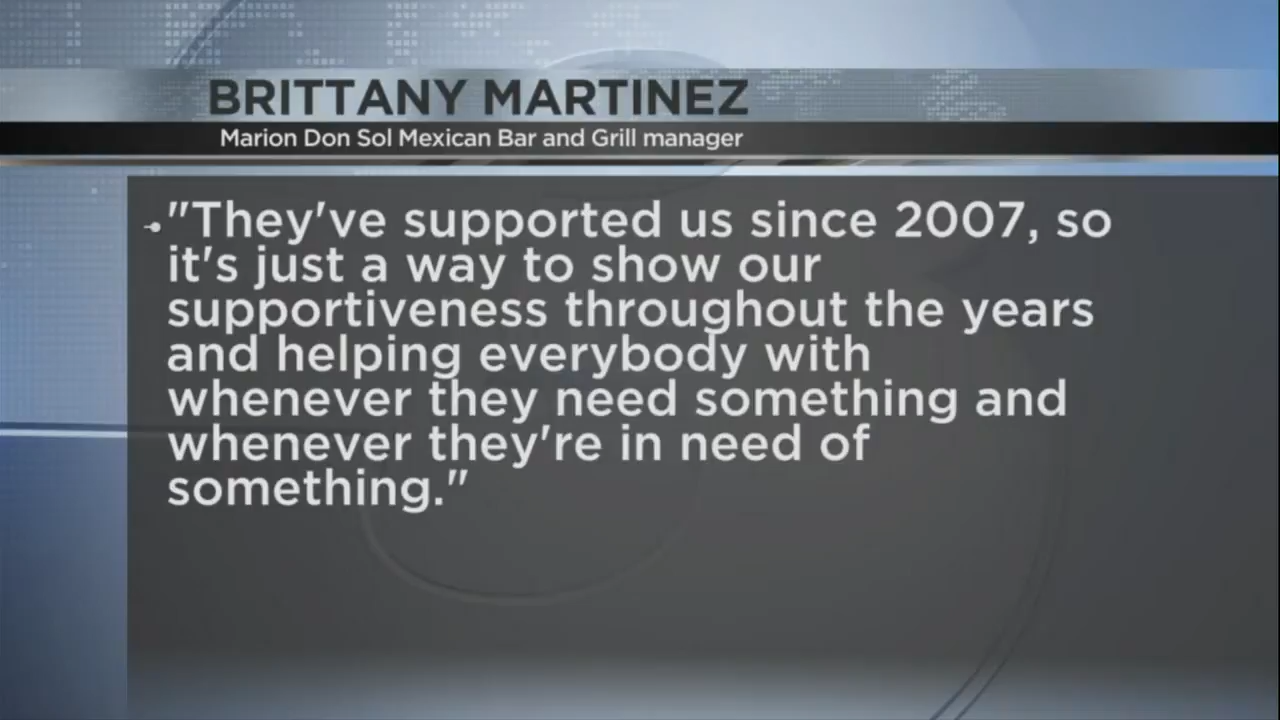 BRITTANY MARTINEZ
Marion Don Sol Mexican Bar and Grill manager
"They've supported us since 2007, so
it's just a way to show our
supportiveness throughout the years
and helping everybody with
whenever they need something and
whenever they're in need of
something."